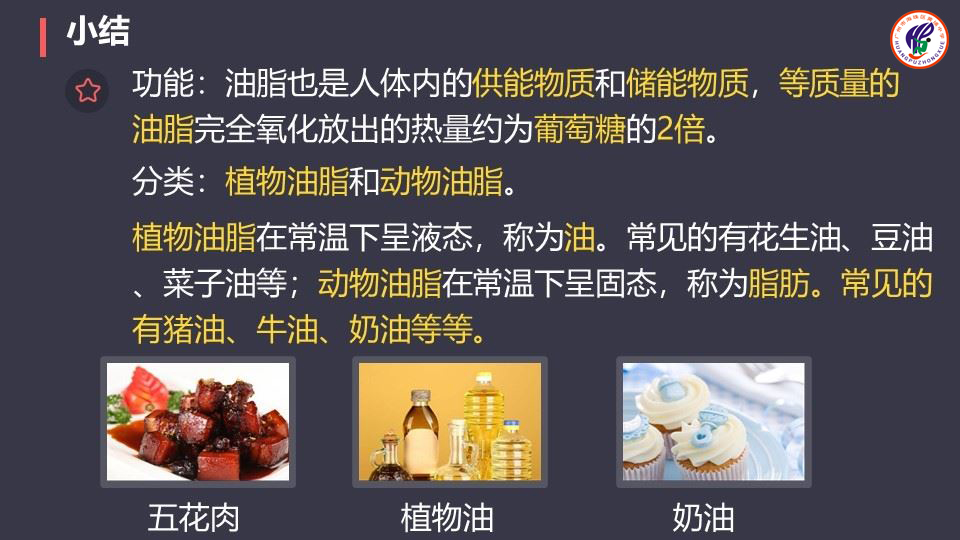 小结
功能：油脂也是人体内的供能物质和储能物质，等质量的
油脂完全氧化放出的热量约为葡萄糖的2倍。
分类：植物油脂和动物油脂。
植物油脂在常温下呈液态，称为油。常见的有花生油、豆油
、菜子油等；动物油脂在常温下呈固态，称为脂肪。常见的
有猪油、牛油、奶油等等。
五花肉
植物油
奶油